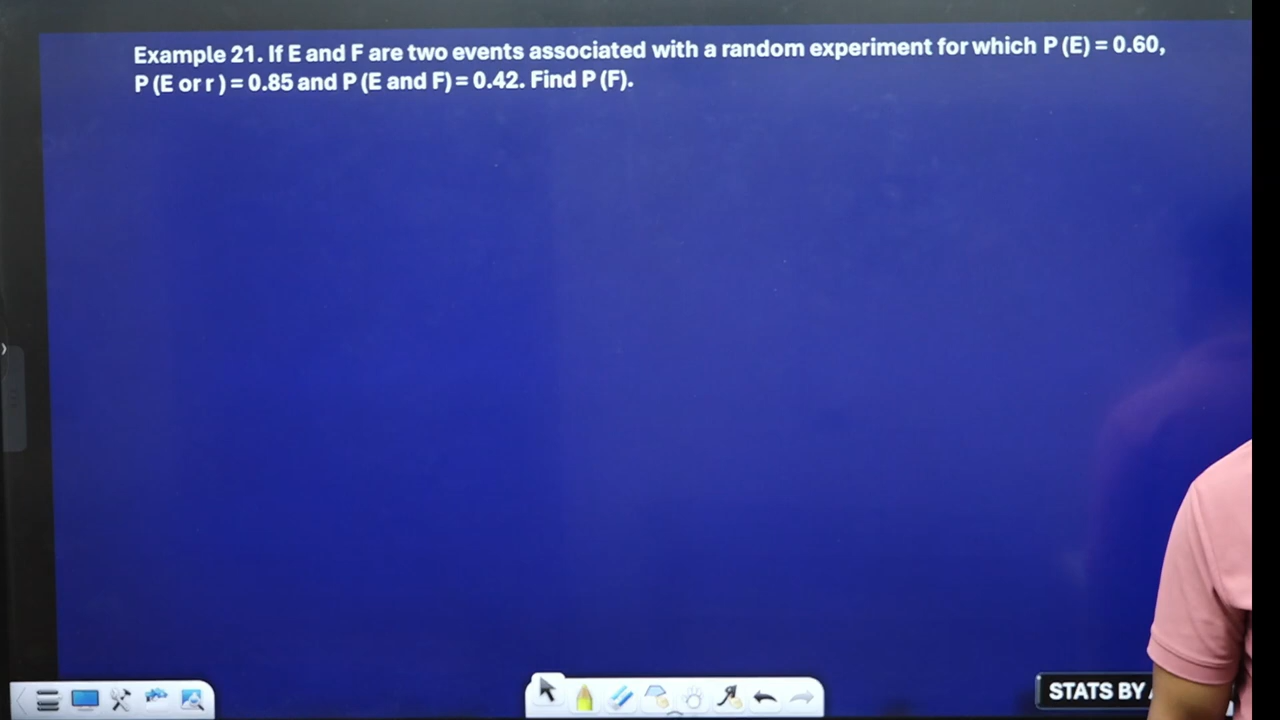 Example 21. If E and F are two events associated with a random experiment for which P (E) = 0.60,
P (E or r ) = 0.85 and P (E and F) = 0.42. Find P (F).
STATS BY